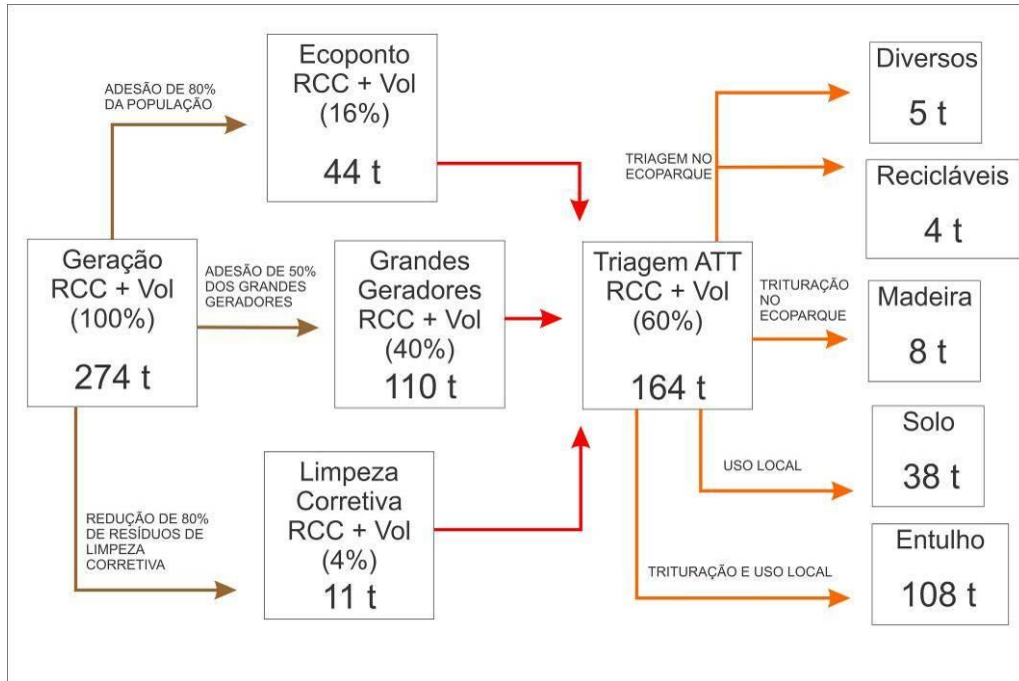 Ecoponto
RCC + Vol
(16%)
44 t
ADESÃO DE 80%
DA POPULAÇÃO
Geração
RCC + Vol
(100%)
274 t
ADESÃO DE 50%
DOS GRANDES
GERADORES
Grandes
Geradores
RCC + Vol
(40%)
110 t
REDUÇÃO DE 80%
DE RESÍDUOS DE
LIMPEZA
CORRETIVA
Limpeza
Corretiva
RCC + Vol
(4%)
11 t
Triagem ATT
RCC + Vol
(60%)
164 t
TRIAGEM NO
ECOPARQUE
Diversos
5 t
Recicláveis
4 t
TRITURAÇÃO
NO
ECOPARQUE
Madeira
8 t
USO LOCAL
Solo
38 t
TRITURAÇÃO E USO LOCAL
Entulho
108 t